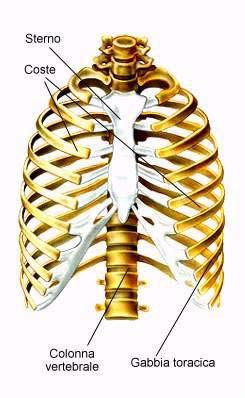 Sterno
Coste
Colonna
vertebrale
Gabbia toracica